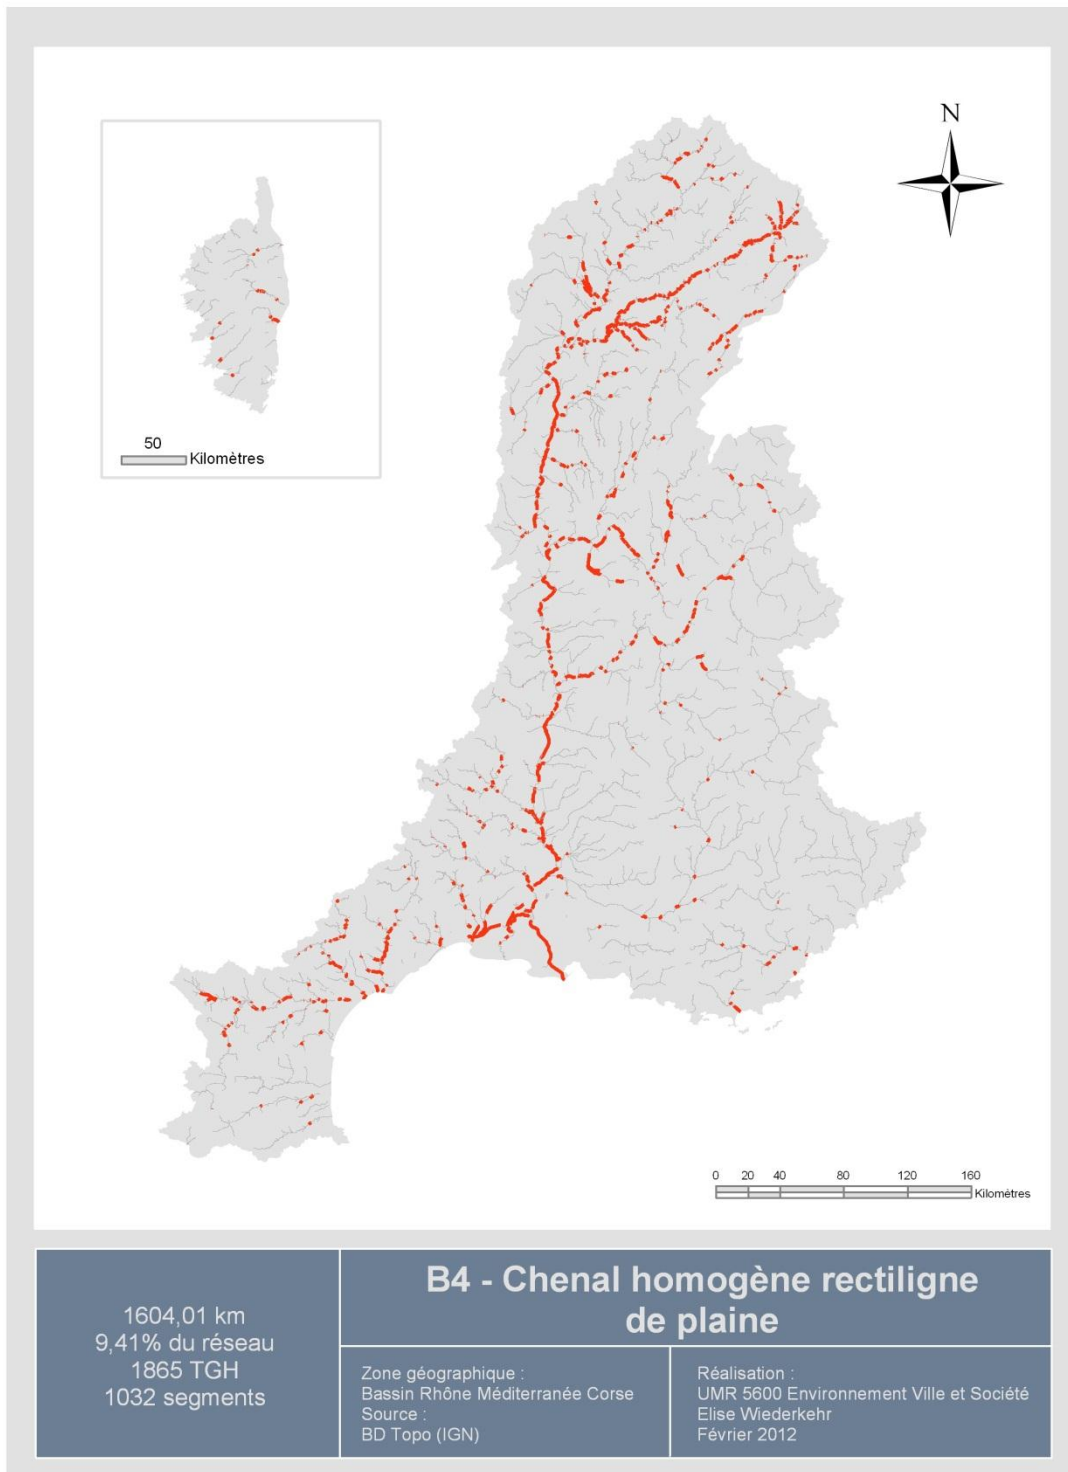 N
50
Kilomètres
0 20 40 80 120 160
Kilomètres
1604,01 km
9,41% du réseau
1865 TGH
1032 segments
B4 - Chenal homogène rectiligne
de plaine
Zone géographique :
Bassin Rhône Méditerranée Corse
Source :
BD Topo (IGN)
Réalisation :
UMR 5600 Environnement Ville et Société
Elise Wiederkehr
Février 2012